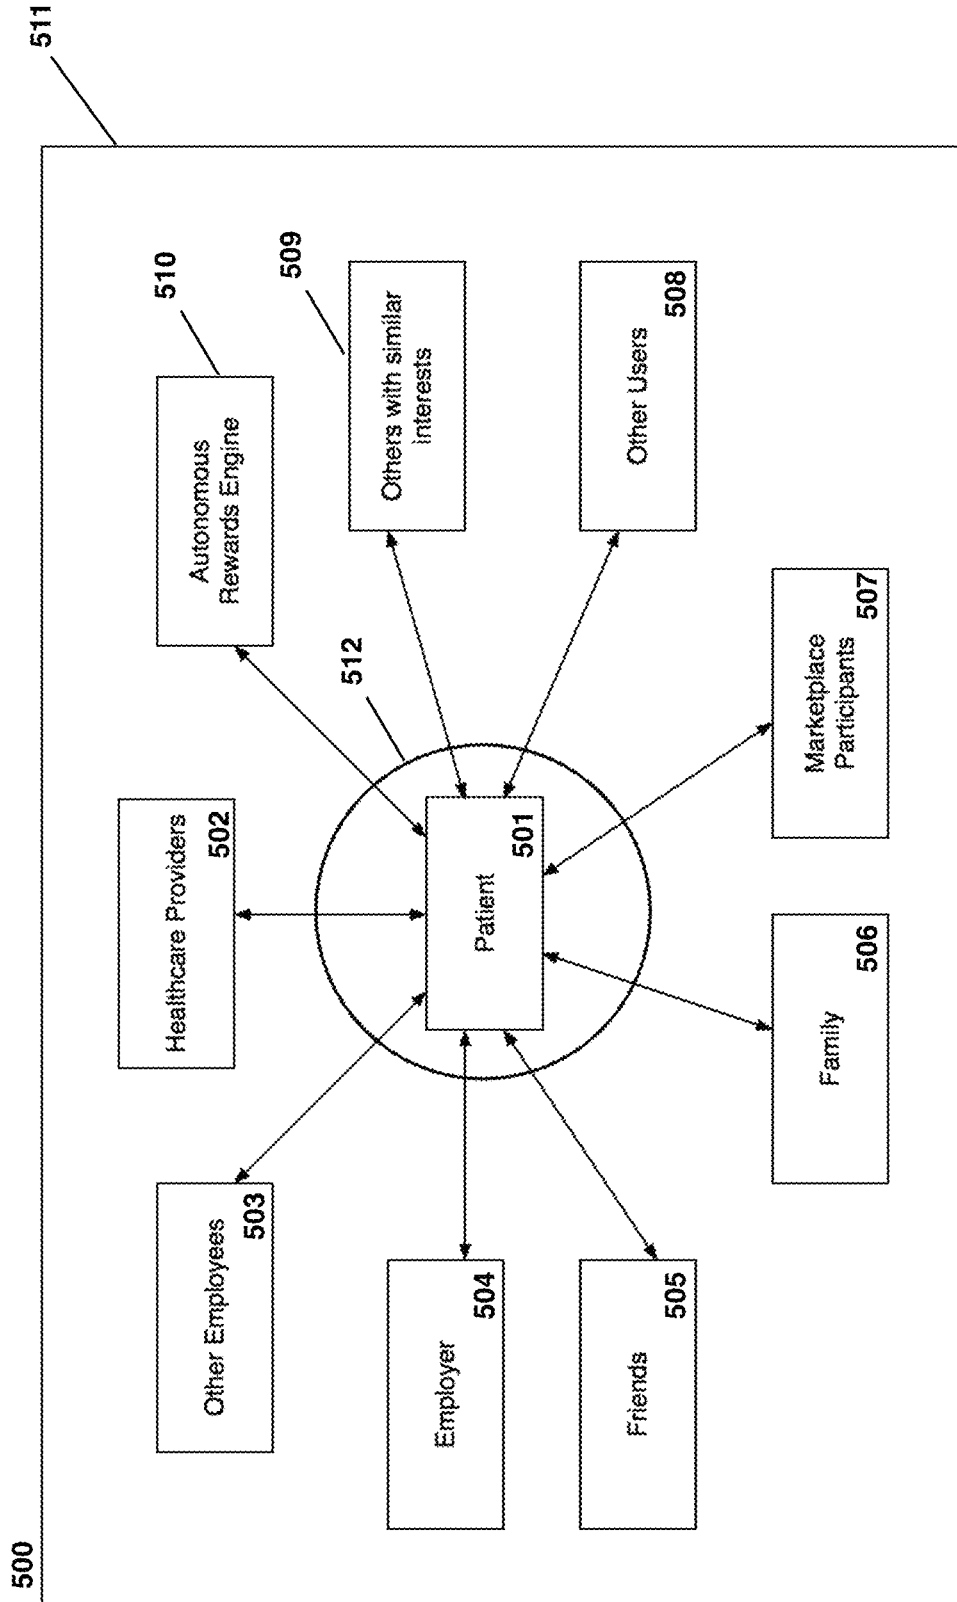 500
511
Healthcare Providers
502
Other Employees
503
Autonomous
Rewards Engine
510
509
Others with similar
interests
512
Employer
504
Patient
501
Friends
505
Other Users
508
Family
506
Marketplace
Participants
507